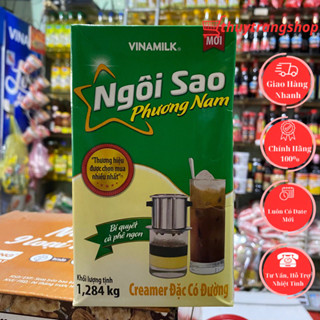 VINAMILK
MỚI
Ngôi Sao
Phương Nam
"Thương hiệu
được chọn mua
nhiều nhất"
Bí quyết
cà phê ngon
Khối lượng tịnh
1,284 kg
Creamer Đặc Có Đường
Giao Hàng
Nhanh
Chính Hãng
100%
Luôn Có Date
Mới
Tư Vấn, Hỗ Trợ
Nhiệt Tình